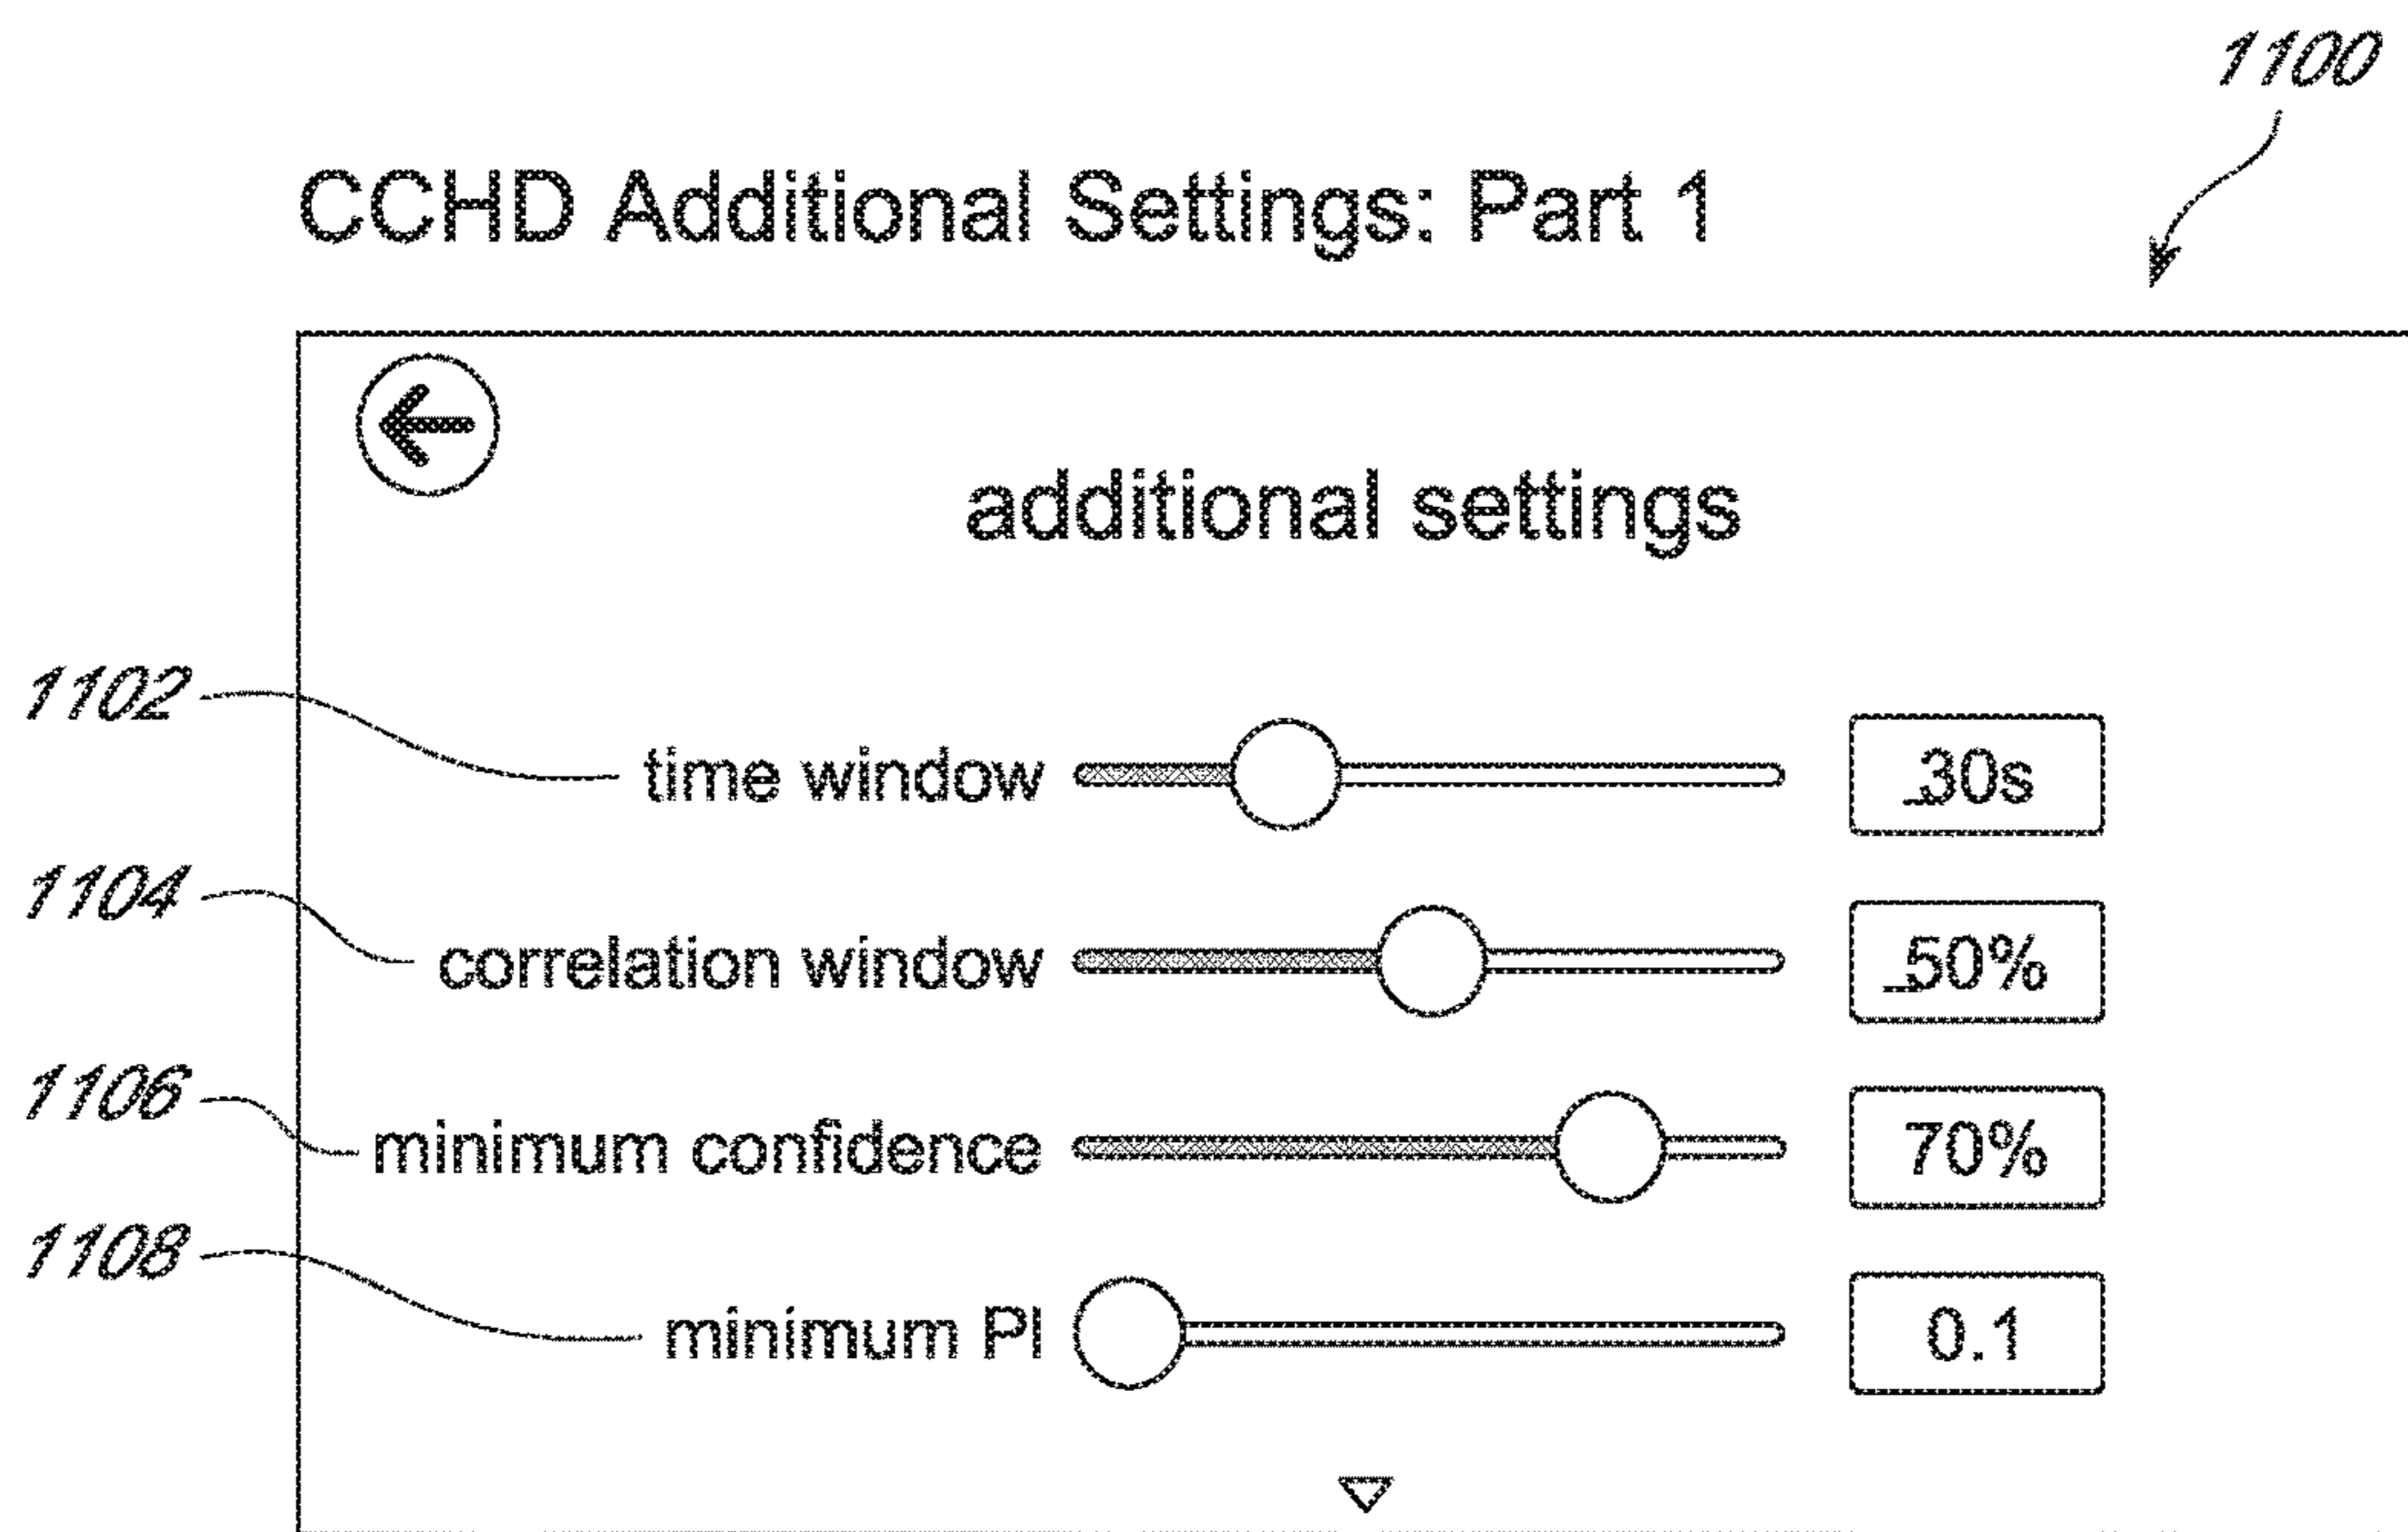 1100
CCHD Additional Settings: Part 1
additional settings
1102
time window 30s
1104
correlation window 50%
1106
minimum confidence 70%
1108
minimum PI 0.1